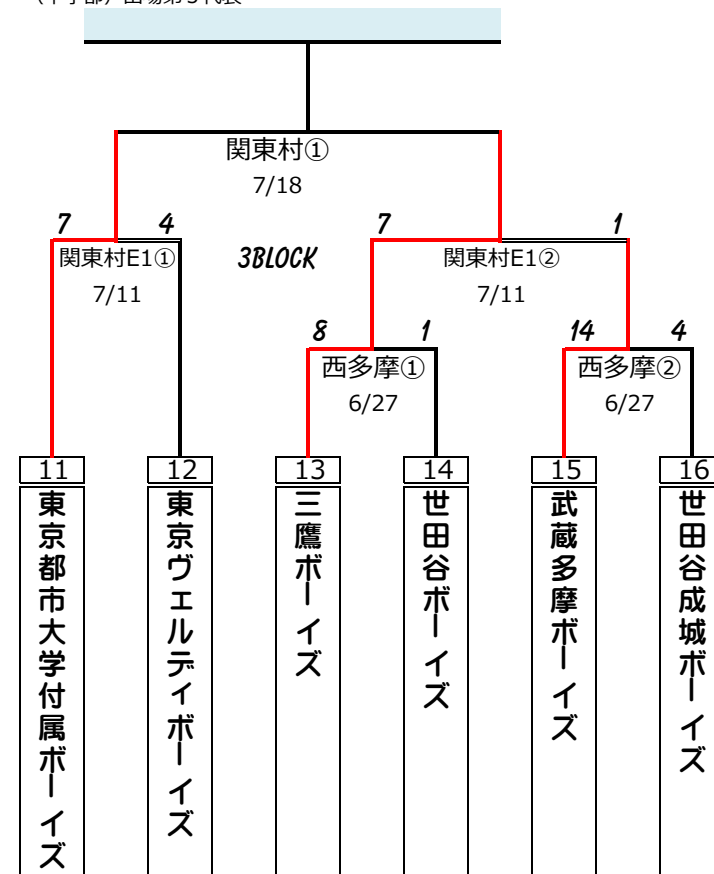 関東村①
7/18
7 4 7 1
関東村E1① 3BLOCK 関東村E1②
7/11 7/11
8 1 14 4
西多摩① 西多摩②
6/27 6/27
11 12 13 14 15 16
東京都市大学付属ボーイズ
東京ヴェルディボーイズ
三鷹ボーイズ
世田谷ボーイズ
武蔵多摩ボーイズ
世田谷成城ボーイズ